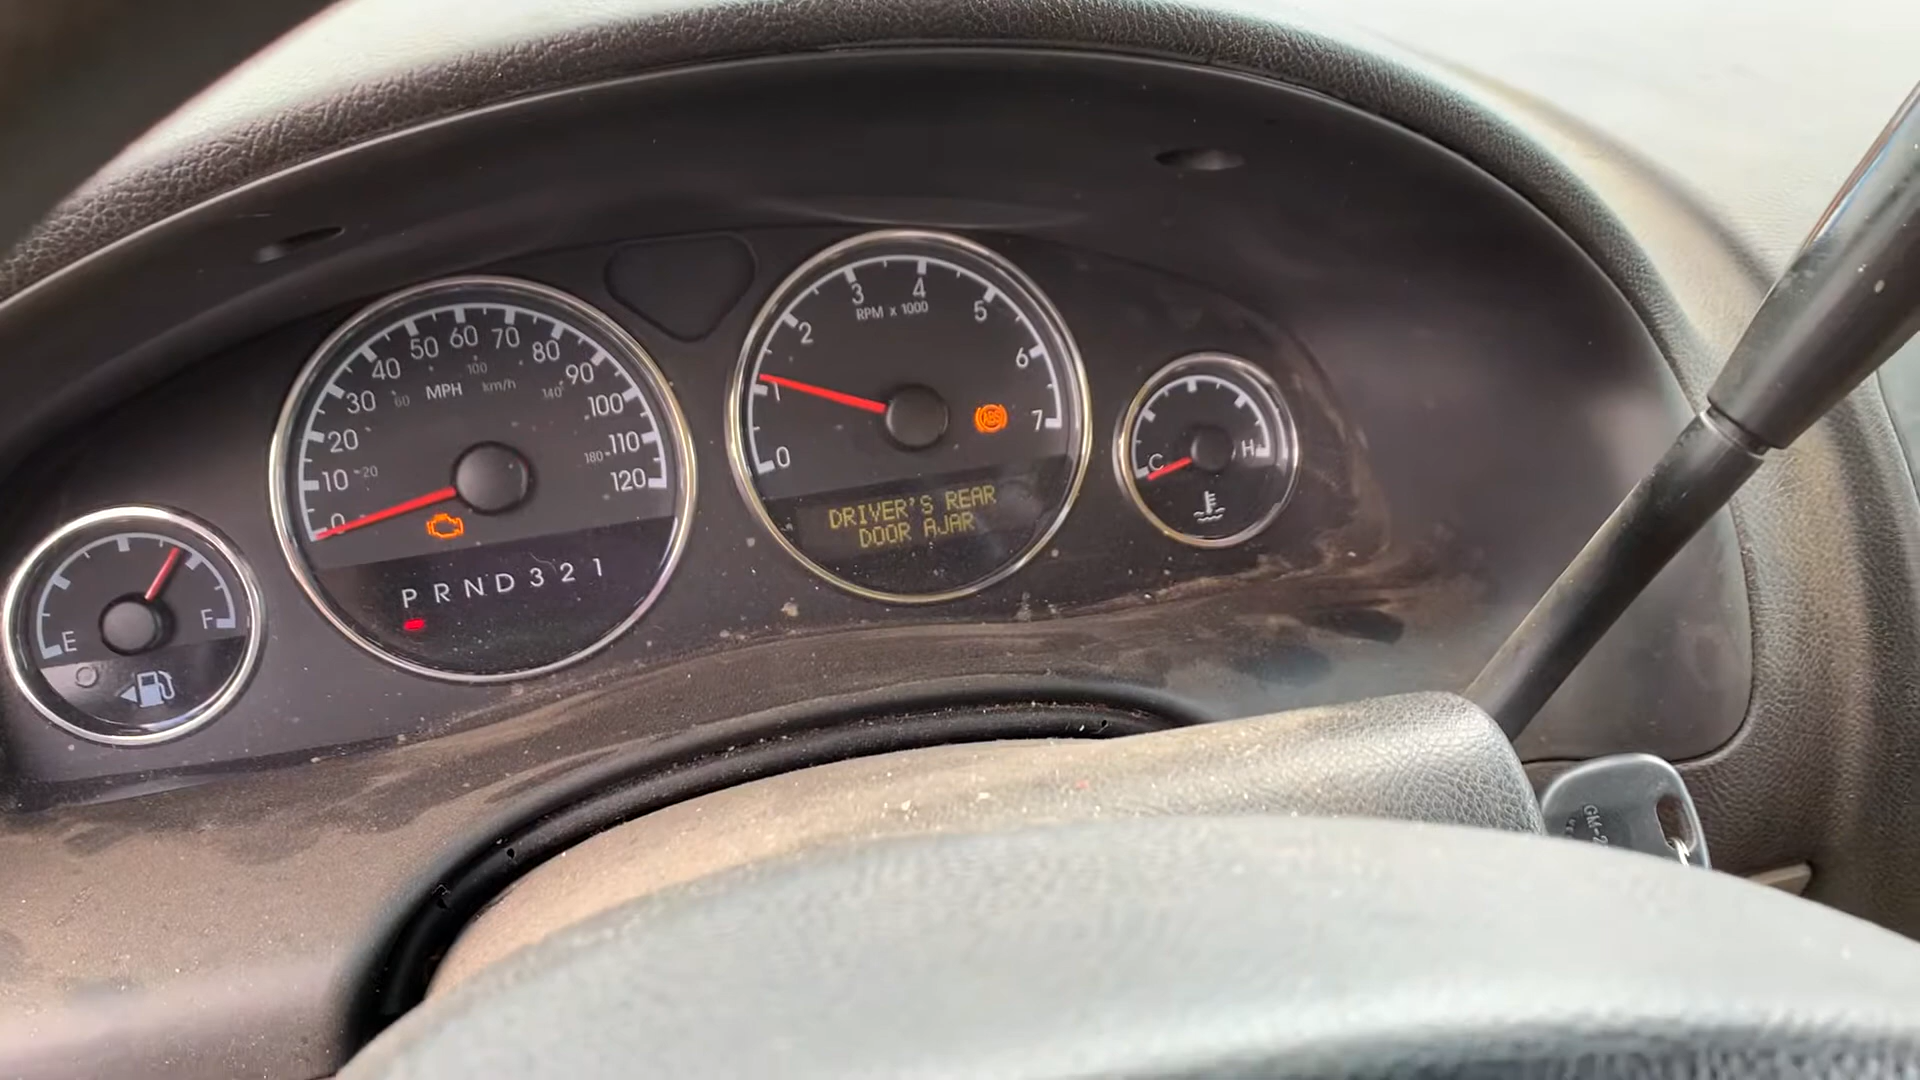 0 10 20 30 40 50 60 70 80 90 100 110 120
20 60 100 140 180
MPH km/h
P R N D 3 2 1
0 1 2 3 4 5 6 7
RPM x 1000
ABS
DRIVER'S REAR
DOOR AJAR
C H
E F